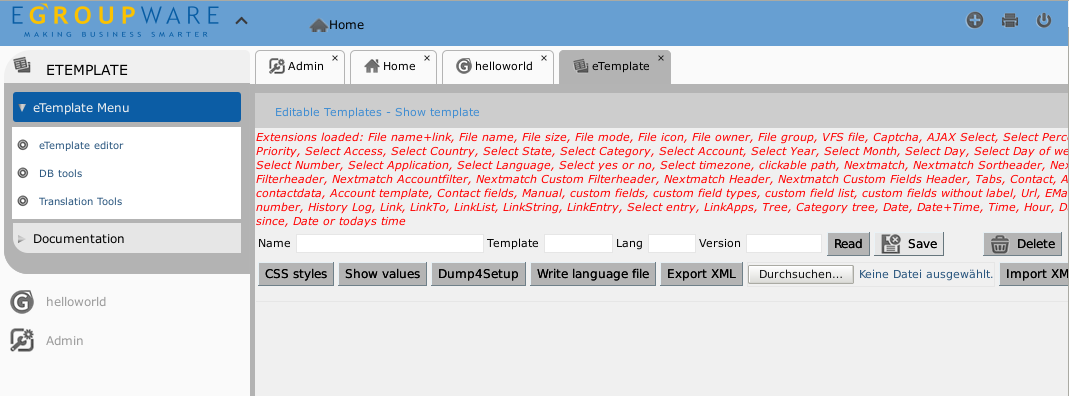 EGROUPWARE
MAKING BUSINESS SMARTER
Home
ETEMPLATE
Admin
Home
helloworld
eTemplate
eTemplate Menu
eTemplate editor
DB tools
Translation Tools
Documentation
helloworld
Admin
Editable Templates - Show template
Extensions loaded: File name+link, File name, File size, File mode, File icon, File owner, File group, VFS file, Captcha, AJAX Select, Select Perc
Priority, Select Access, Select Country, Select State, Select Category, Select Account, Select Year, Select Month, Select Day, Select Day of we
Select Number, Select Application, Select Language, Select yes or no, Select timezone, clickable path, Nextmatch, Nextmatch Sortheader, Nex
Filterheader, Nextmatch Accountfilter, Nextmatch Custom Filterheader, Nextmatch Header, Nextmatch Custom Fields Header, Tabs, Contact, A
contactdata, Account template, Contact fields, Manual, custom fields, custom field types, custom field list, custom fields without label, Url, EMa
number, History Log, Link, LinkTo, LinkList, LinkString, LinkEntry, Select entry, LinkApps, Tree, Category tree, Date, Date+Time, Time, Hour, D
since, Date or todays time
Name Template Lang Version Read Save Delete
CSS styles Show values Dump4Setup Write language file Export XML Durchsuchen... Keine Datei ausgewählt. Import XM